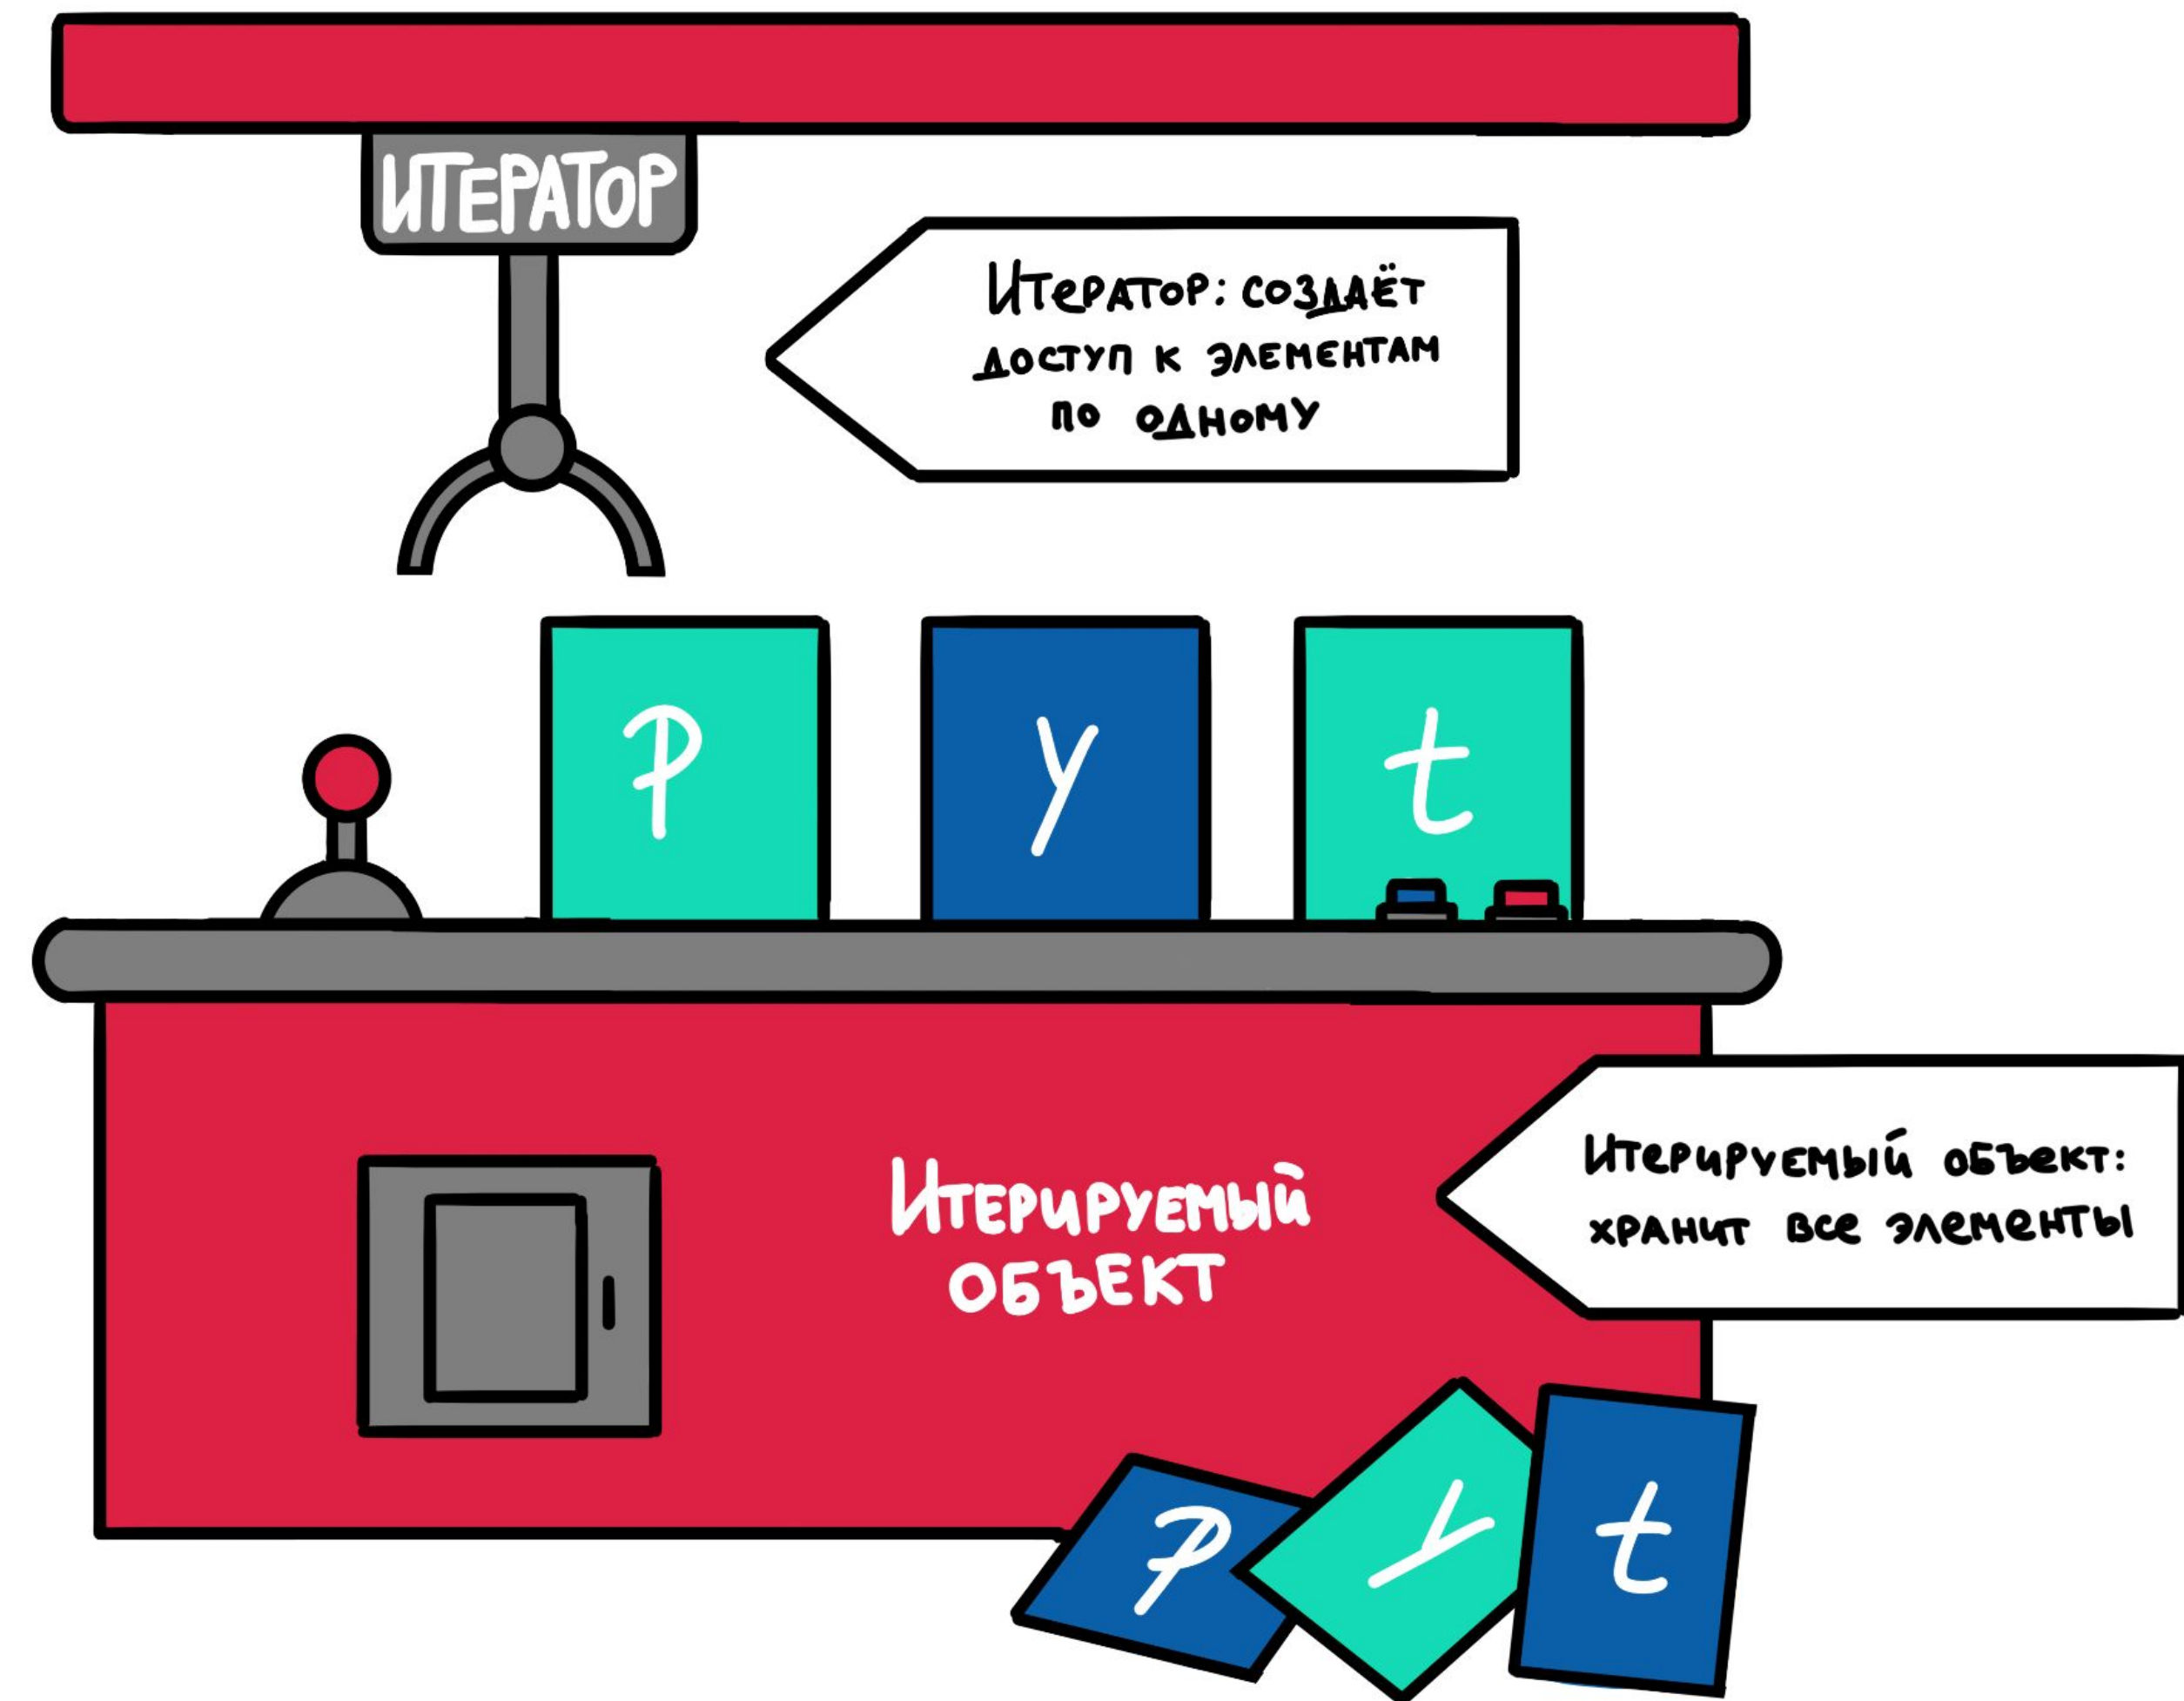 ИТЕРАТОР
Итератор: создаёт
доступ к элементам
по одному
P
y
t
Итерируемый
объект
Итерируемый объект:
хранит все элементы
P
y
t